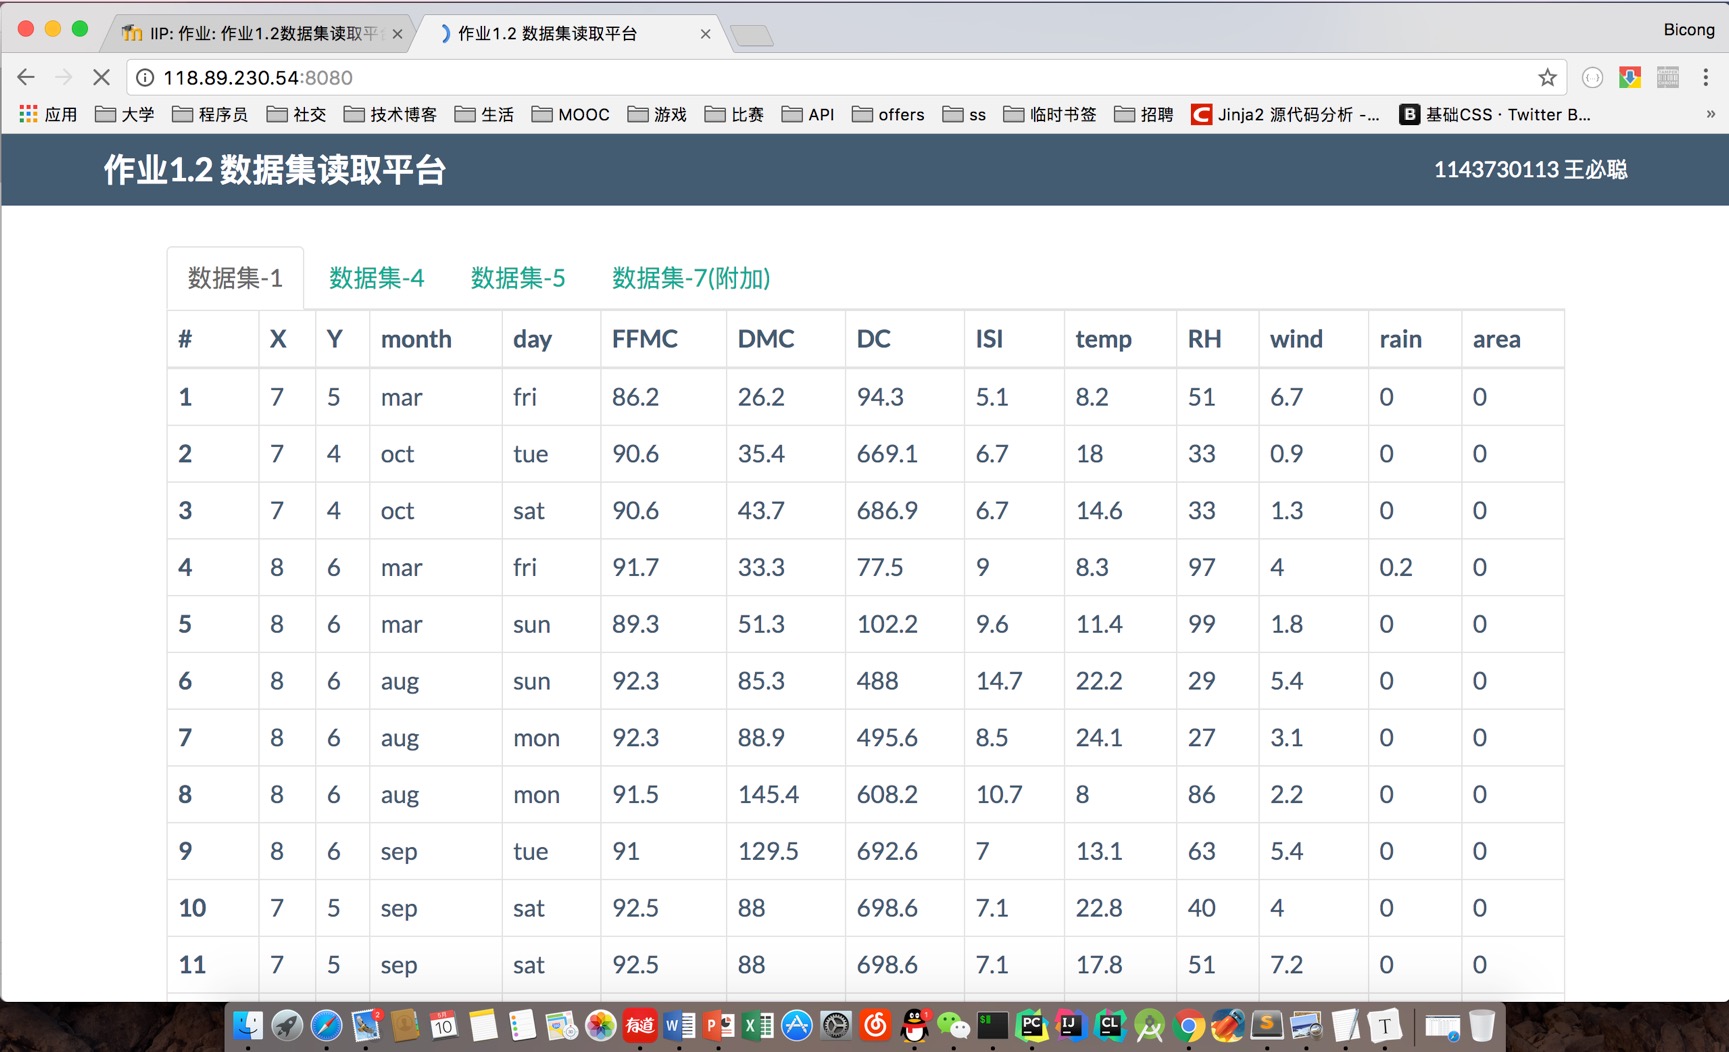 IIP: 作业: 作业1.2数据集读取平台
作业1.2 数据集读取平台
Bicong
118.89.230.54:8080
应用 大学 程序员 社交 技术博客 生活 MOOC 游戏 比赛 API offers ss 临时书签 招聘 Jinja2 源代码分析 -... B 基础CSS · Twitter B... »
作业1.2 数据集读取平台 1143730113 王必聪
数据集-1 数据集-4 数据集-5 数据集-7(附加)
# X Y month day FFMC DMC DC ISI temp RH wind rain area
1 7 5 mar fri 86.2 26.2 94.3 5.1 8.2 51 6.7 0 0
2 7 4 oct tue 90.6 35.4 669.1 6.7 18 33 0.9 0 0
3 7 4 oct sat 90.6 43.7 686.9 6.7 14.6 33 1.3 0 0
4 8 6 mar fri 91.7 33.3 77.5 9 8.3 97 4 0.2 0
5 8 6 mar sun 89.3 51.3 102.2 9.6 11.4 99 1.8 0 0
6 8 6 aug sun 92.3 85.3 488 14.7 22.2 29 5.4 0 0
7 8 6 aug mon 92.3 88.9 495.6 8.5 24.1 27 3.1 0 0
8 8 6 aug mon 91.5 145.4 608.2 10.7 8 86 2.2 0 0
9 8 6 sep tue 91 129.5 692.6 7 13.1 63 5.4 0 0
10 7 5 sep sat 92.5 88 698.6 7.1 22.8 40 4 0 0
11 7 5 sep sat 92.5 88 698.6 7.1 17.8 51 7.2 0 0
2 10 有道 W P X 1 $ PC IJ CL S T